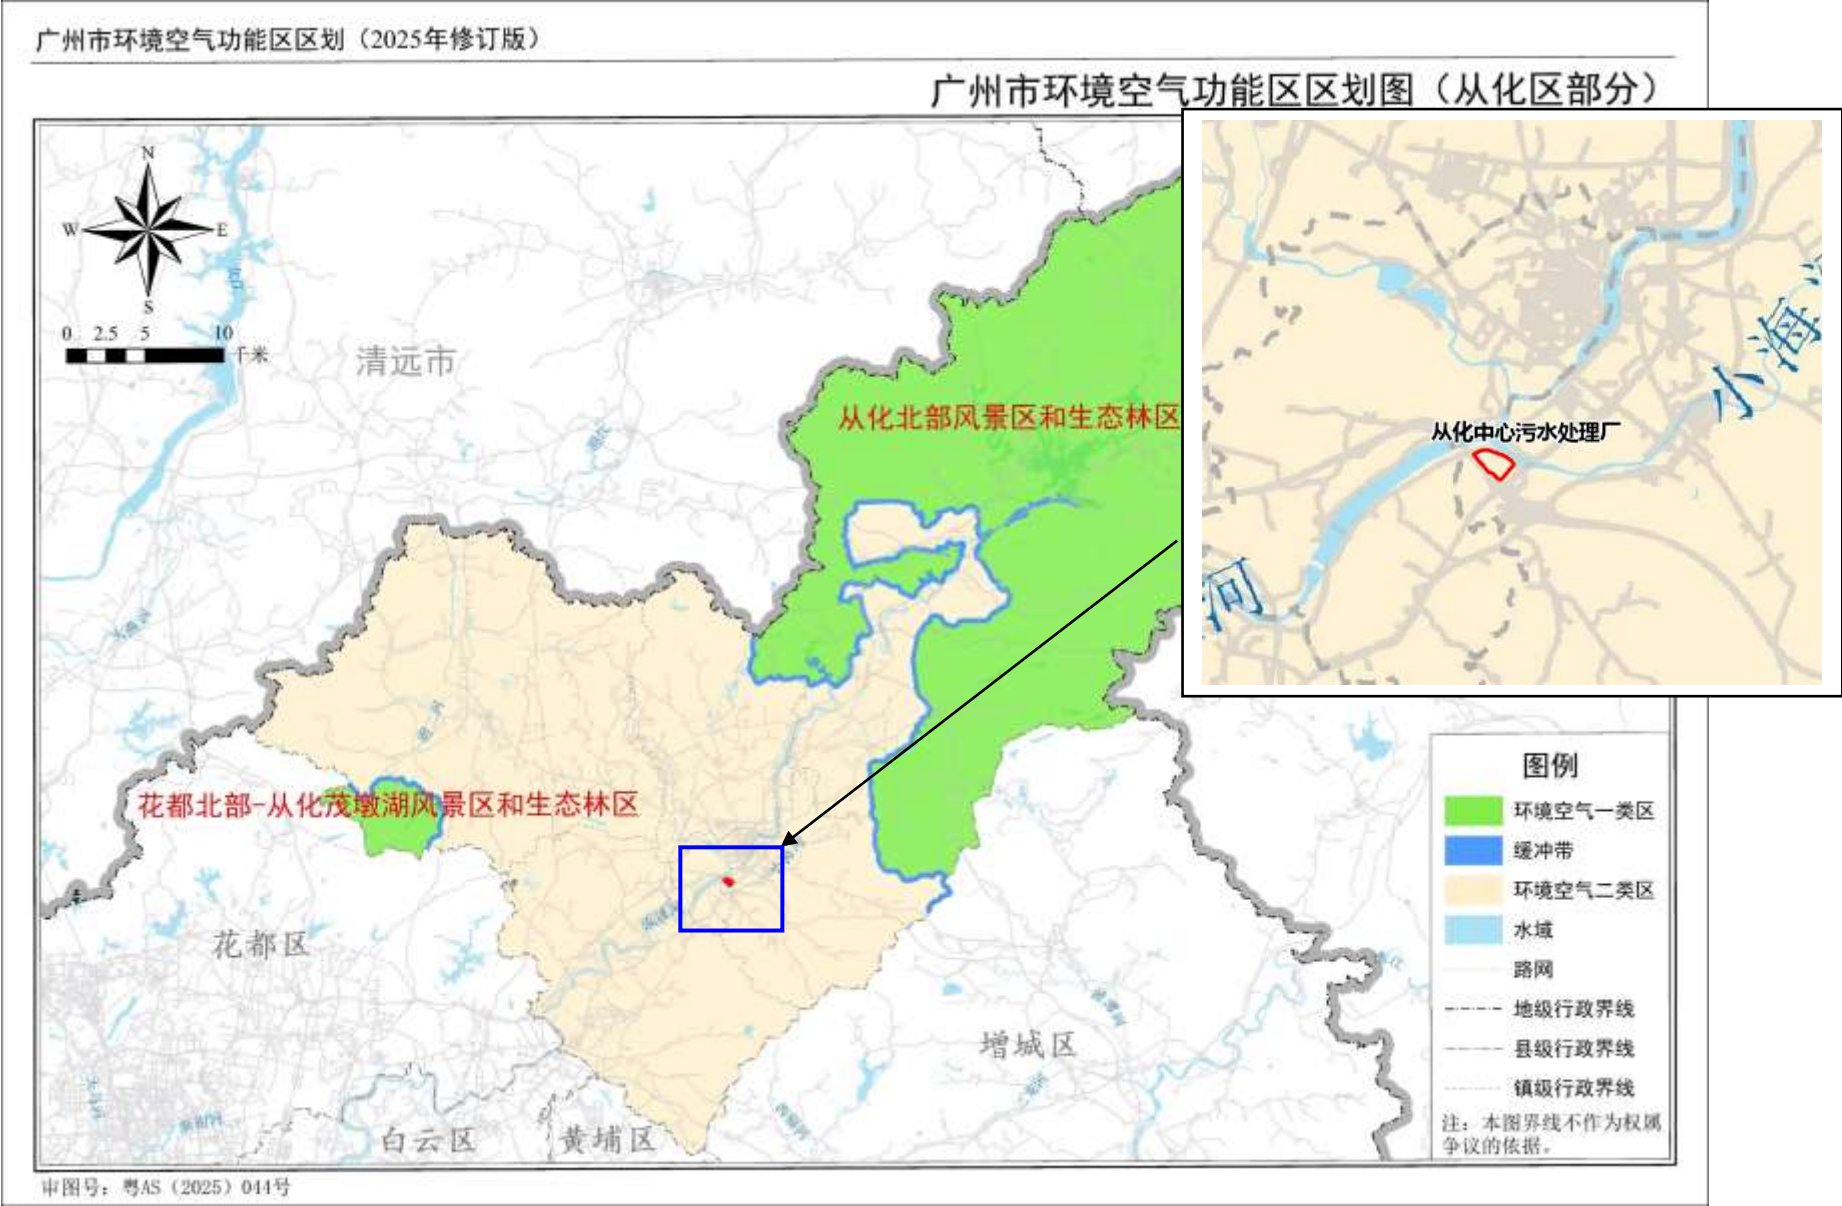 广州市环境空气功能区区划（2025年修订版）
广州市环境空气功能区区划图（从化区部分）
N
W
E
S
0 2.5 5 10
千米
清远市
从化北部风景区和生态林区
小海
从化中心污水处理厂
河
花都北部-从化茂墩湖风景区和生态林区
花都区
增城区
白云区
黄埔区
图例
环境空气一类区
缓冲带
环境空气二类区
水域
路网
地级行政界线
县级行政界线
镇级行政界线
注：本图界线不作为权属
争议的依据。
审图号：粤AS（2025）044号